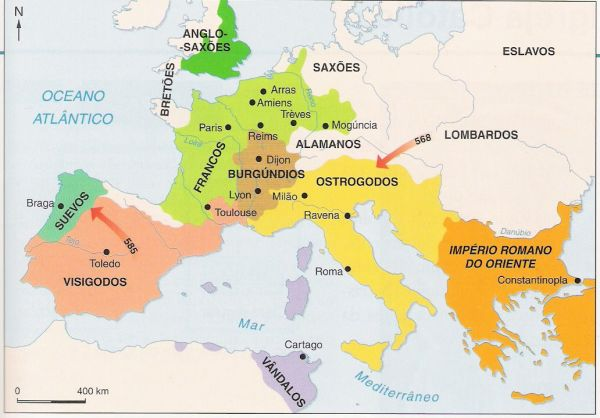 N
ANGLO-
-SAXÕES
ESLAVOS
SAXÕES
BRETÕES
OCEANO
ATLÂNTICO
Arras
Amiens
Reno
Trèves
Paris
Reims
Mogúncia
568
LOMBARDOS
ALAMANOS
Loire
FRANCOS
Dijon
BURGÚNDIOS
OSTROGODOS
Lyon
Milão
Braga
SUEVOS
Toulouse
Ravena
Danúbio
IMPÉRIO ROMANO
DO ORIENTE
585
Tejo
Toledo
VISIGODOS
Roma
Constantinopla
Mar
Mediterrâneo
Cartago
VÂNDALOS
0
400 km